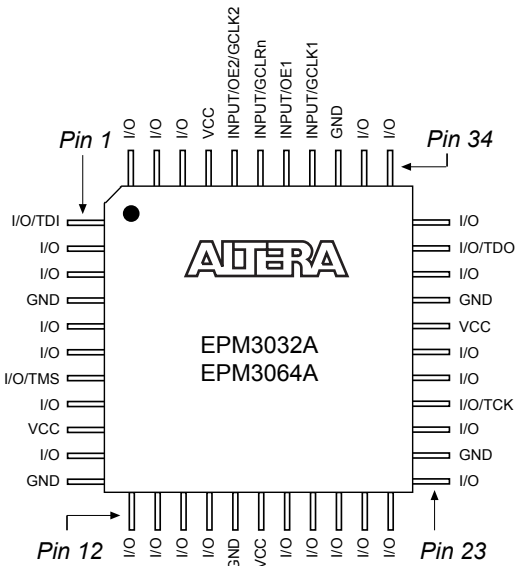 I/O
I/O
I/O
VCC
INPUT/OE2/GCLK2
INPUT/GCLRn
INPUT/OE1
INPUT/GCLK1
GND
I/O
I/O
Pin 1
Pin 34
I/O/TDI
I/O
I/O
GND
I/O
I/O
I/O/TMS
I/O
VCC
I/O
GND
ALTERA
EPM3032A
EPM3064A
I/O
I/O/TDO
I/O
GND
VCC
I/O
I/O
I/O/TCK
I/O
GND
I/O
Pin 12
I/O
I/O
I/O
I/O
GND
VCC
I/O
I/O
I/O
I/O
I/O
Pin 23